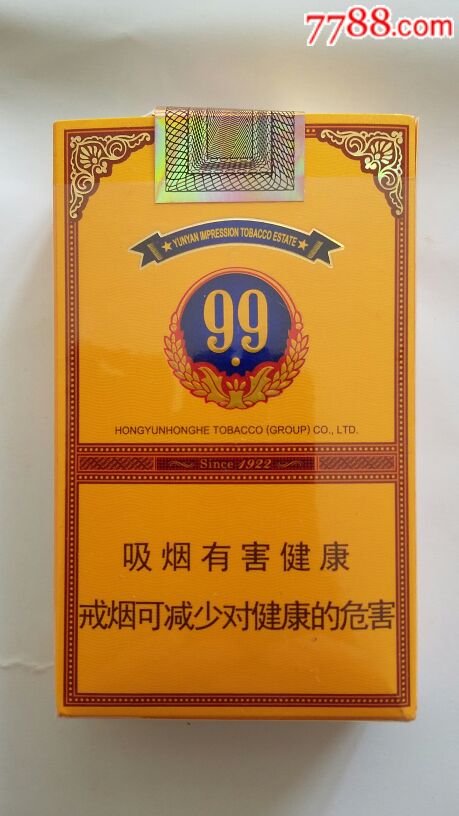 7788.com
YUNYAN IMPRESSION TOBACCO ESTATE
99
HONGYUNHONGHE TOBACCO (GROUP) CO., LTD.
Since 1922
吸烟有害健康
戒烟可减少对健康的危害